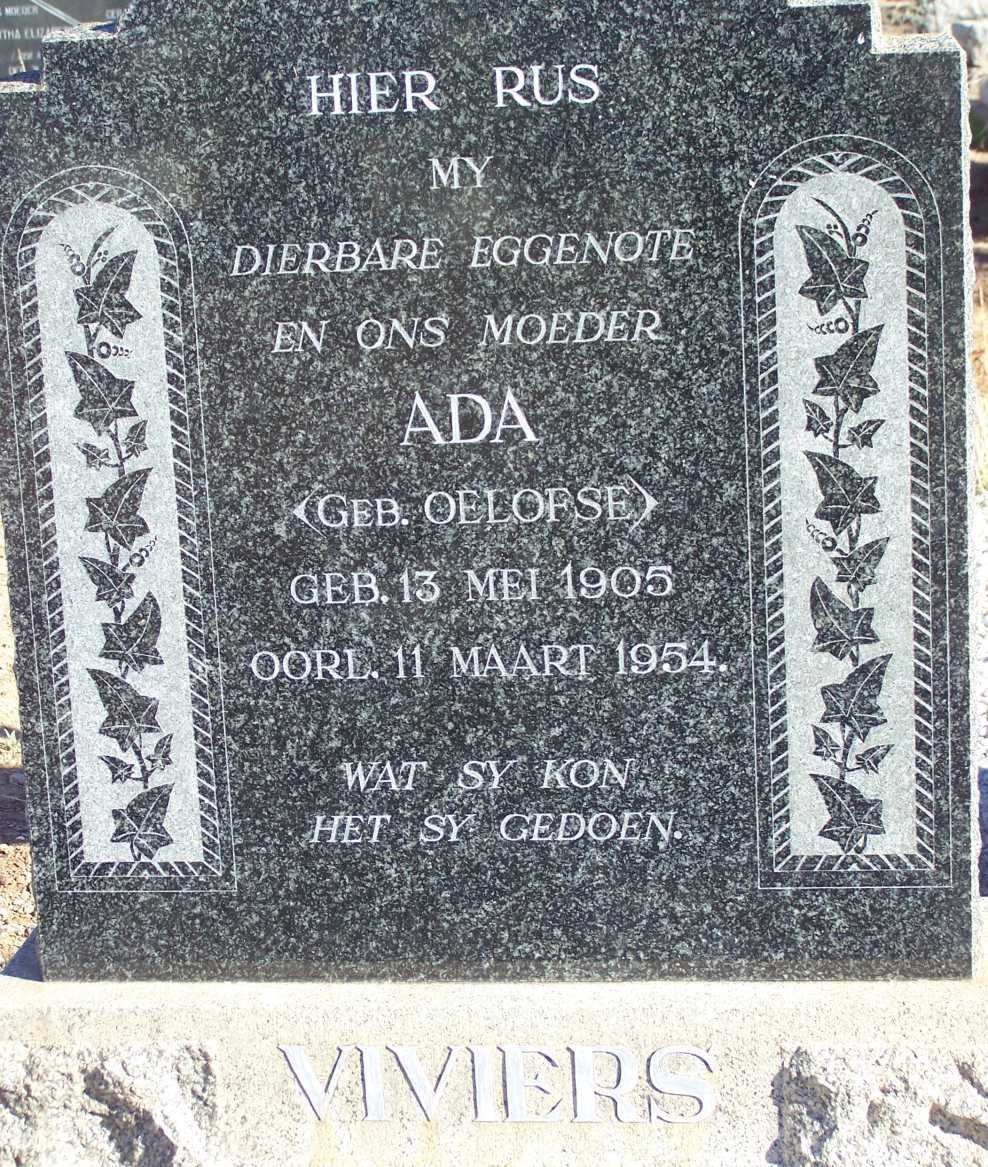 MOEDER
HIER RUS
MY
DIERBARE EGGENOTE
EN ONS MOEDER
ADA
(GEB. OELOFSE)
GEB. 13 MEI 1905
OORL. 11 MAART 1954.
WAT SY KON
HET SY GEDOEN.
VIVIERS